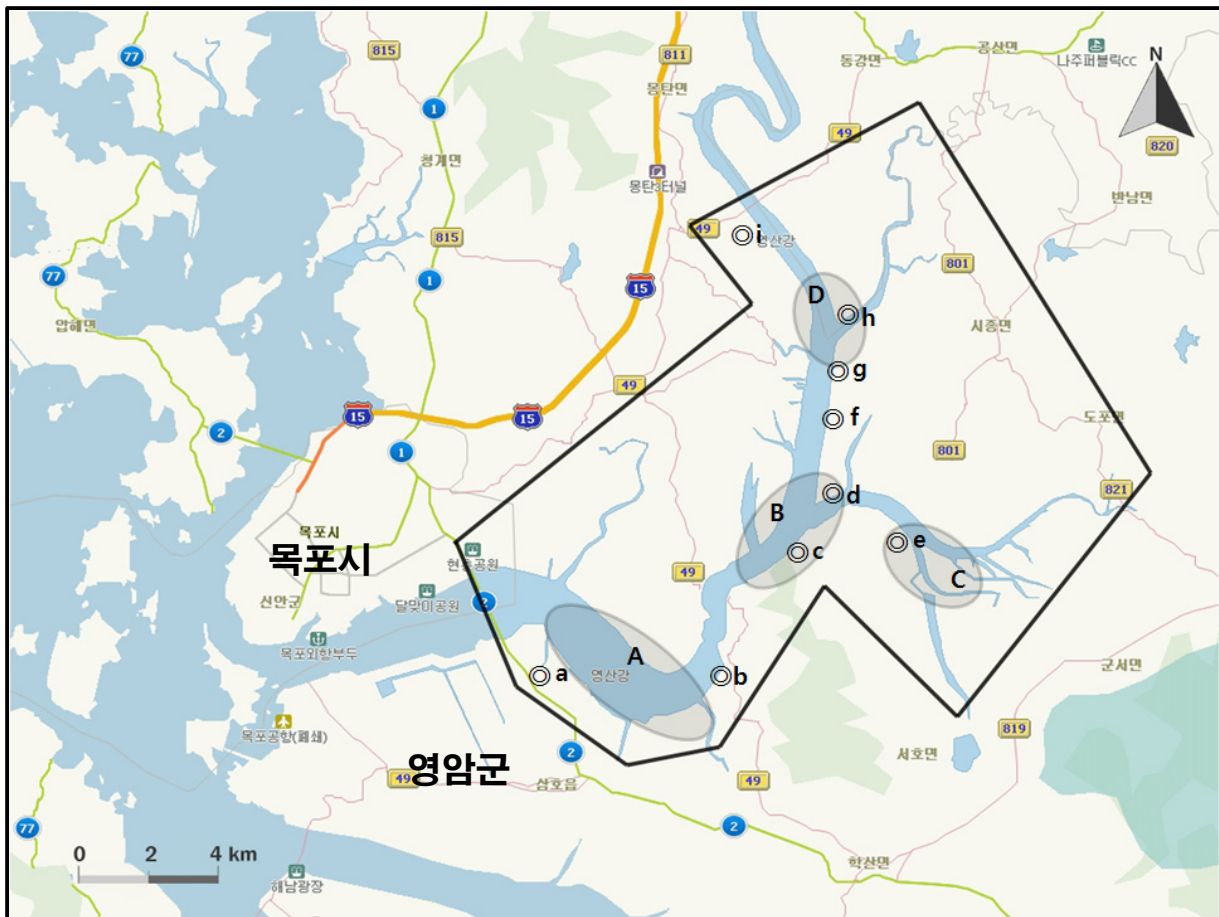 77
815
811
동강면
공산면
나주퍼블릭CC
N
몽탄면
1
49
820
청계면
몽탄3터널
반남면
49
i
영산강
815
77
1
15
801
D
h
압해면
시종면
g
49
15
15
f
도포면
2
1
801
821
B
d
목포시
목포시
현충공원
e
c
C
49
신안군
달맞이공원
2
목포외항부두
A
a
영산강
b
군서면
목포공항(폐쇄)
819
2
서호면
영암군
49
삼호읍
49
77
2
0 2 4 km
학산면
해남광장